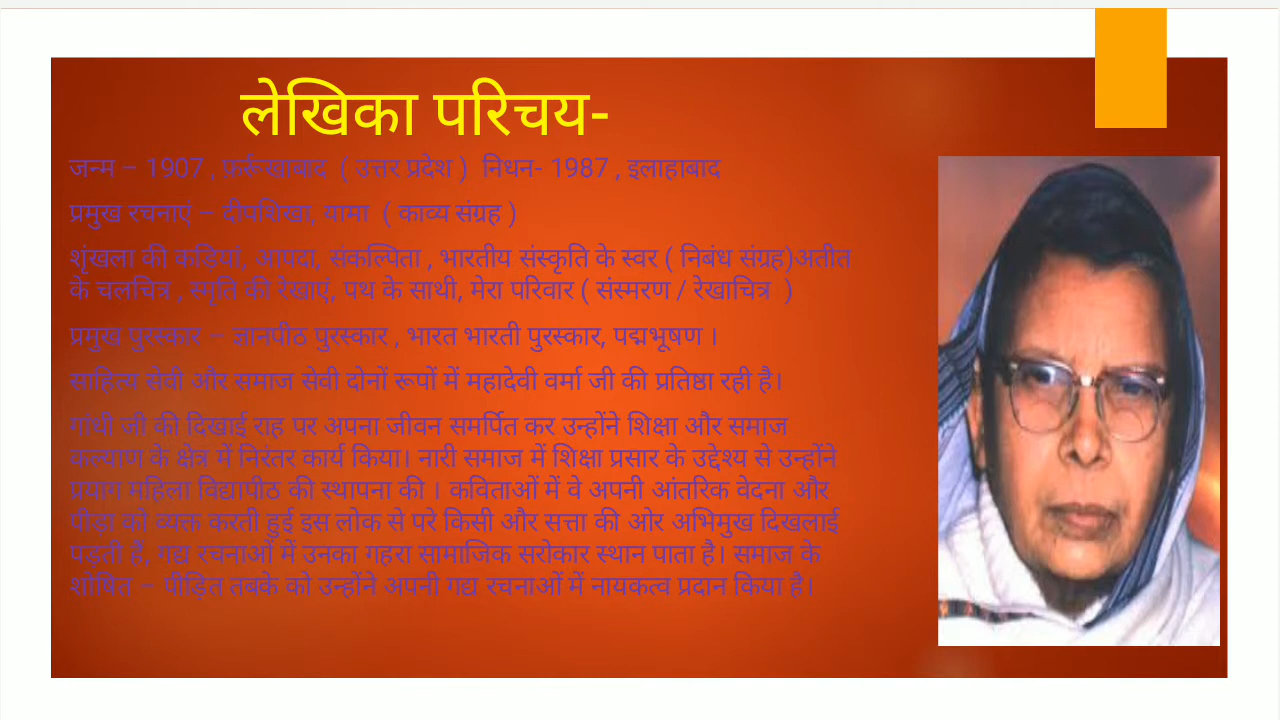 लेखिका परिचय-
जन्म – 1907 , फ़र्रूखाबाद ( उत्तर प्रदेश ) निधन- 1987 , इलाहाबाद
प्रमुख रचनाएं – दीपशिखा, यामा ( काव्य संग्रह )
शृंखला की कड़ियां, आपदा, संकल्पिता , भारतीय संस्कृति के स्वर ( निबंध संग्रह)अतीत
के चलचित्र , स्मृति की रेखाएं, पथ के साथी, मेरा परिवार ( संस्मरण / रेखाचित्र )
प्रमुख पुरस्कार – ज्ञानपीठ पुरस्कार , भारत भारती पुरस्कार, पद्मभूषण ।
साहित्य सेवी और समाज सेवी दोनों रूपों में महादेवी वर्मा जी की प्रतिष्ठा रही है।
गांधी जी की दिखाई राह पर अपना जीवन समर्पित कर उन्होंने शिक्षा और समाज
कल्याण के क्षेत्र में निरंतर कार्य किया। नारी समाज में शिक्षा प्रसार के उद्देश्य से उन्होंने
प्रयाग महिला विद्यापीठ की स्थापना की । कविताओं में वे अपनी आंतरिक वेदना और
पीड़ा को व्यक्त करती हुई इस लोक से परे किसी और सत्ता की ओर अभिमुख दिखलाई
पड़ती हैं, गद्य रचनाओं में उनका गहरा सामाजिक सरोकार स्थान पाता है। समाज के
शोषित – पीड़ित तबके को उन्होंने अपनी गद्य रचनाओं में नायकत्व प्रदान किया है।